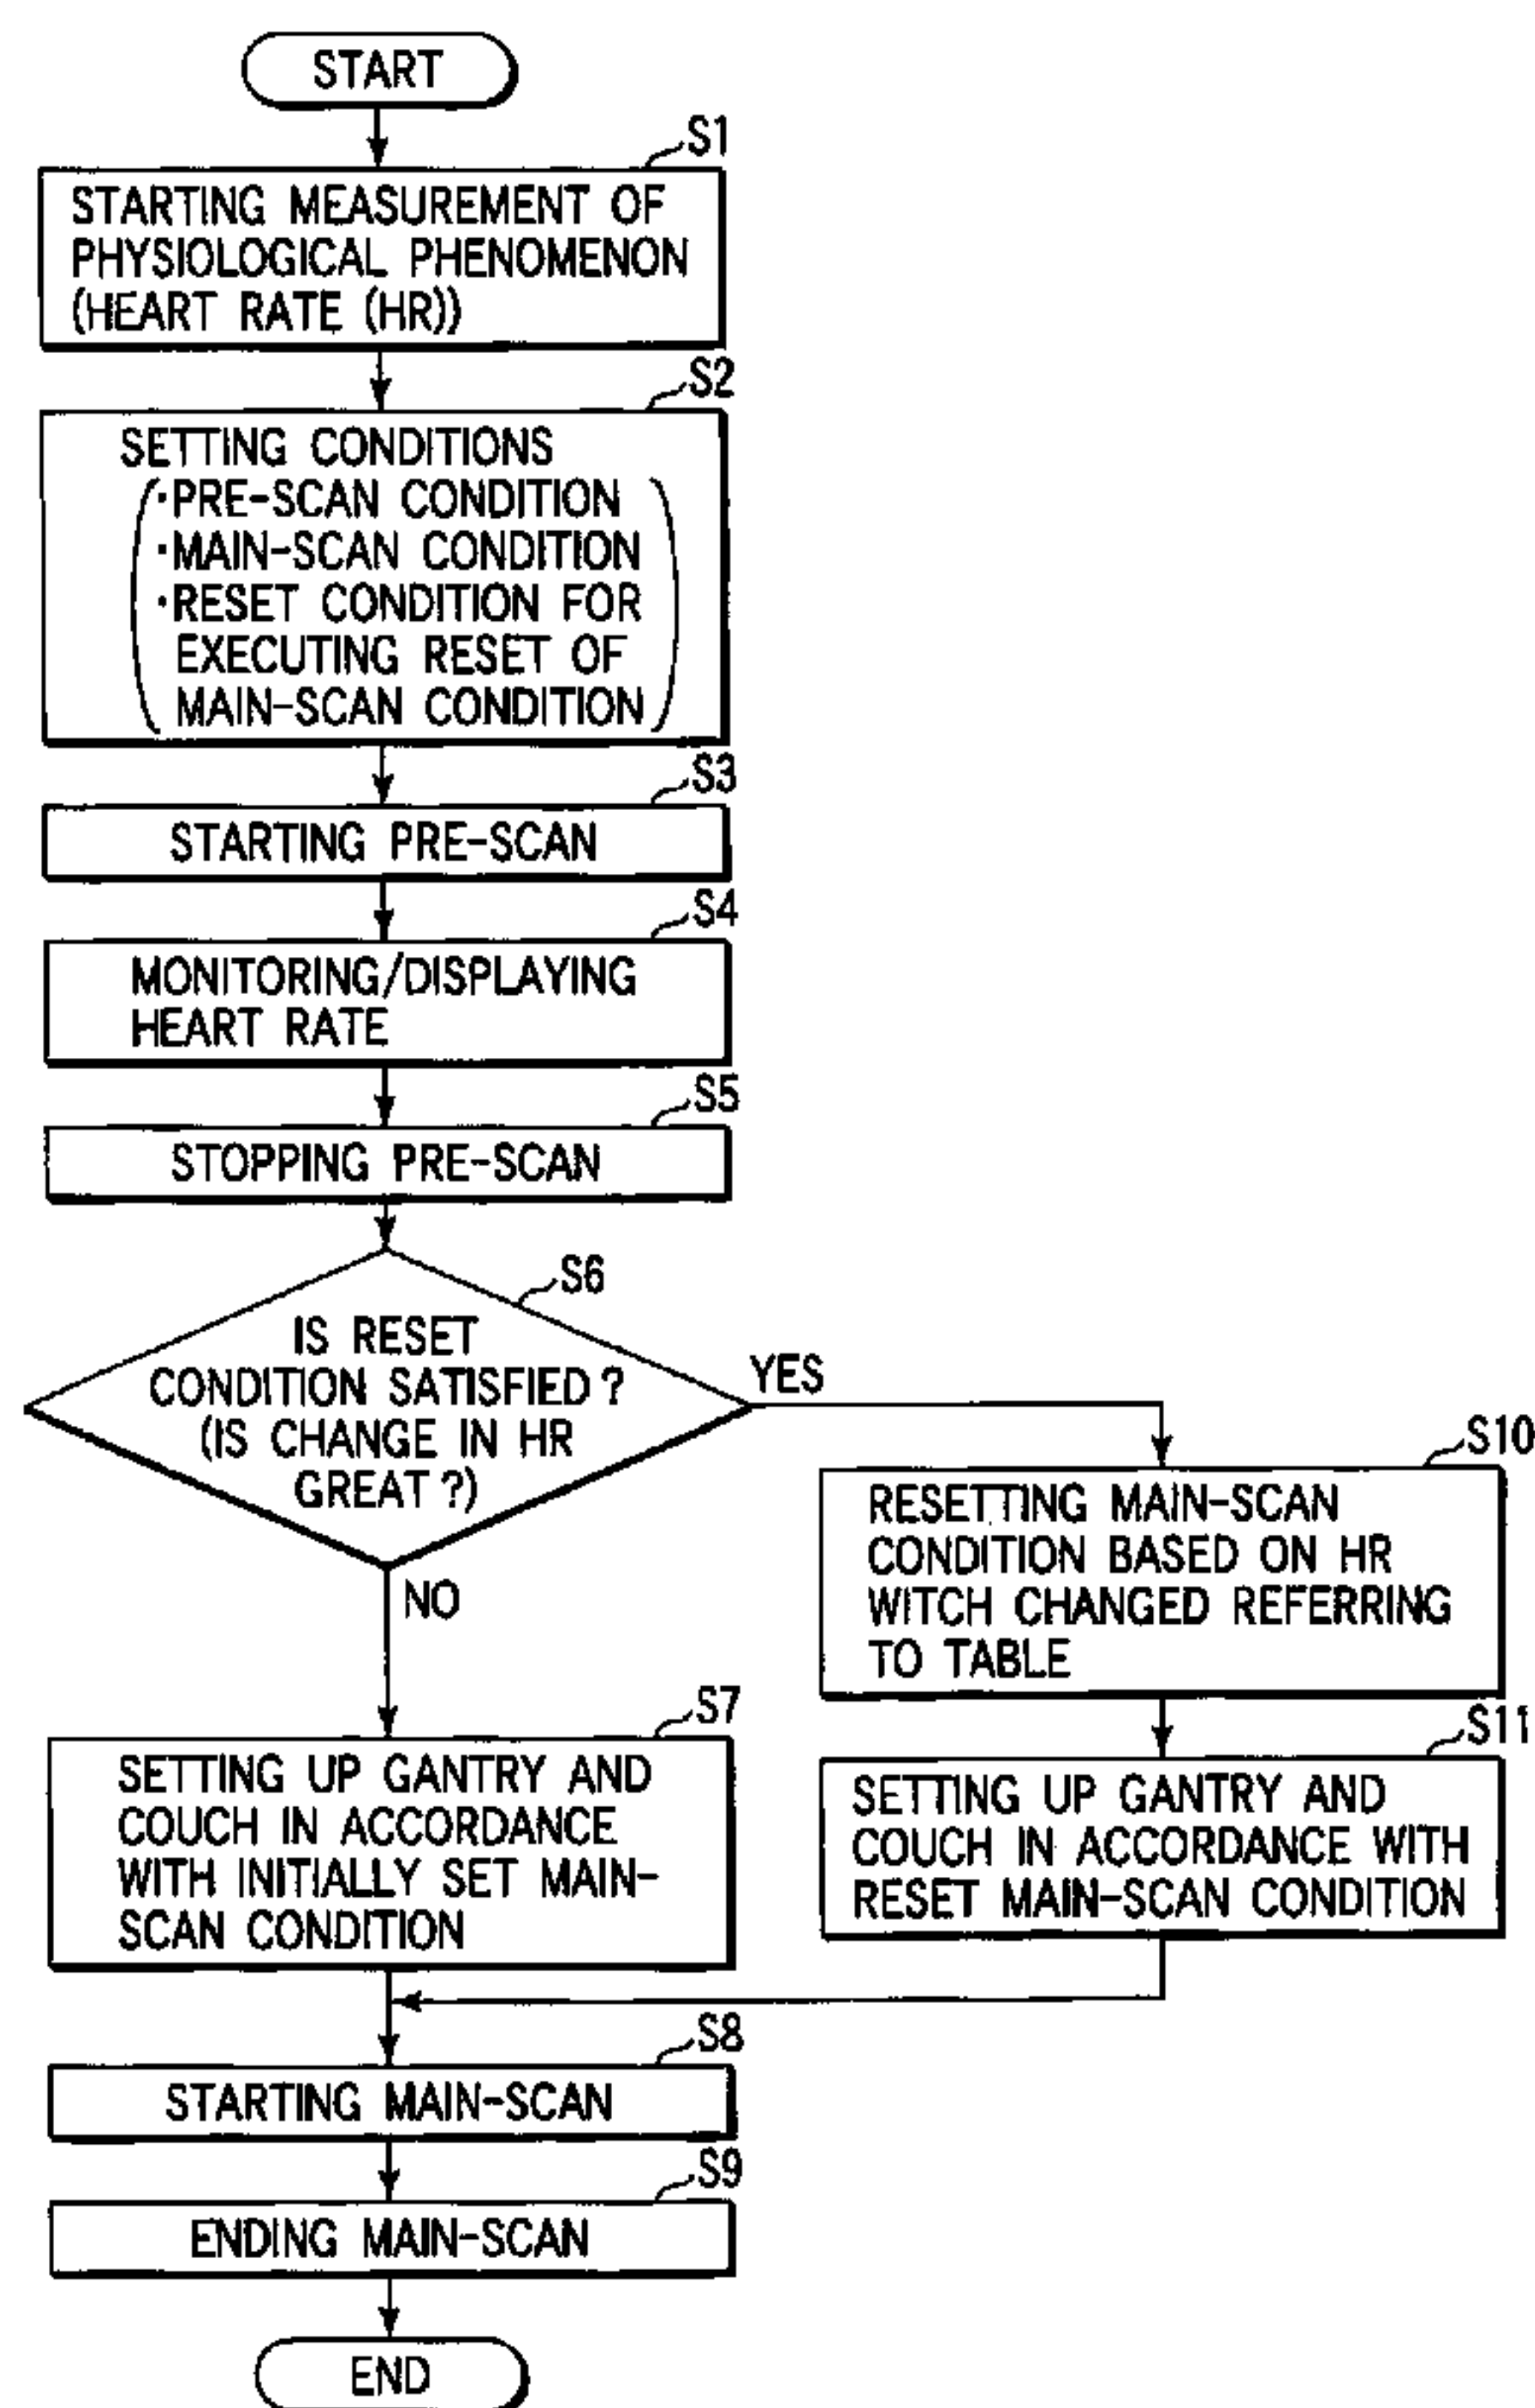 START
S1
STARTING MEASUREMENT OF
PHYSIOLOGICAL PHENOMENON
(HEART RATE (HR))
S2
SETTING CONDITIONS
·PRE-SCAN CONDITION
·MAIN-SCAN CONDITION
·RESET CONDITION FOR
EXECUTING RESET OF
MAIN-SCAN CONDITION
S3
STARTING PRE-SCAN
S4
MONITORING/DISPLAYING
HEART RATE
S5
STOPPING PRE-SCAN
S6
IS RESET
CONDITION SATISFIED?
(IS CHANGE IN HR
GREAT?)
YES
NO
S10
RESETTING MAIN-SCAN
CONDITION BASED ON HR
WITCH CHANGED REFERRING
TO TABLE
S7
SETTING UP GANTRY AND
COUCH IN ACCORDANCE
WITH INITIALLY SET MAIN-
SCAN CONDITION
S11
SETTING UP GANTRY AND
COUCH IN ACCORDANCE WITH
RESET MAIN-SCAN CONDITION
S8
STARTING MAIN-SCAN
S9
ENDING MAIN-SCAN
END